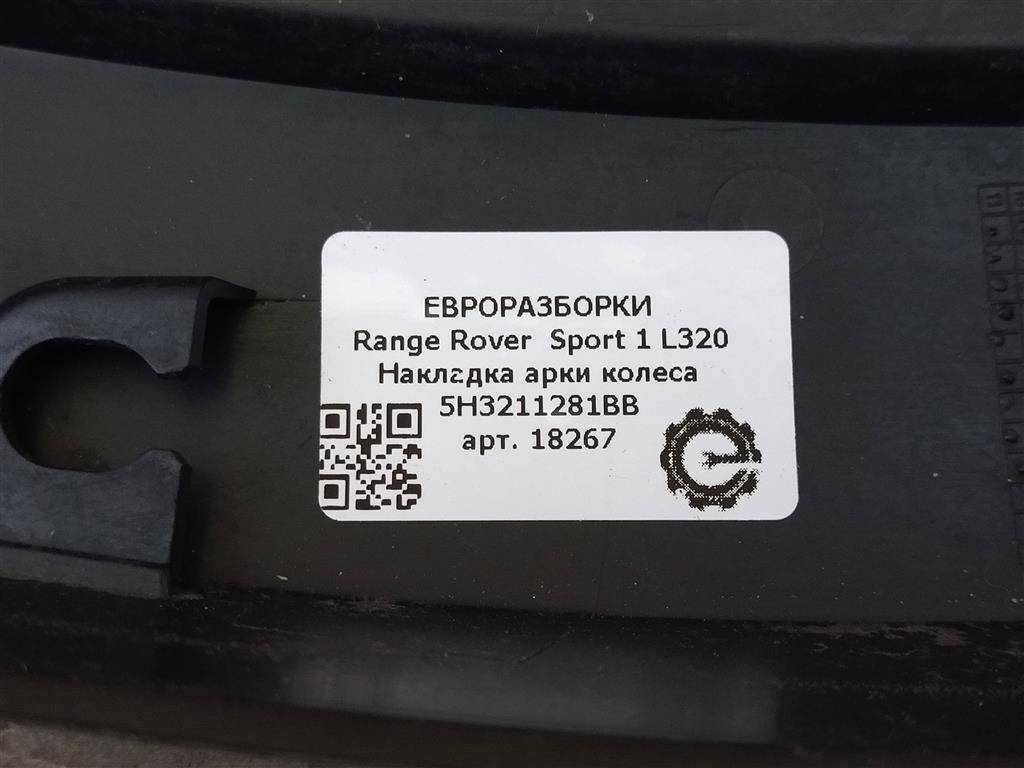 ЕВРОРАЗБОРКИ
Range Rover Sport 1 L320
Накладка арки колеса
5H3211281BB
арт. 18267